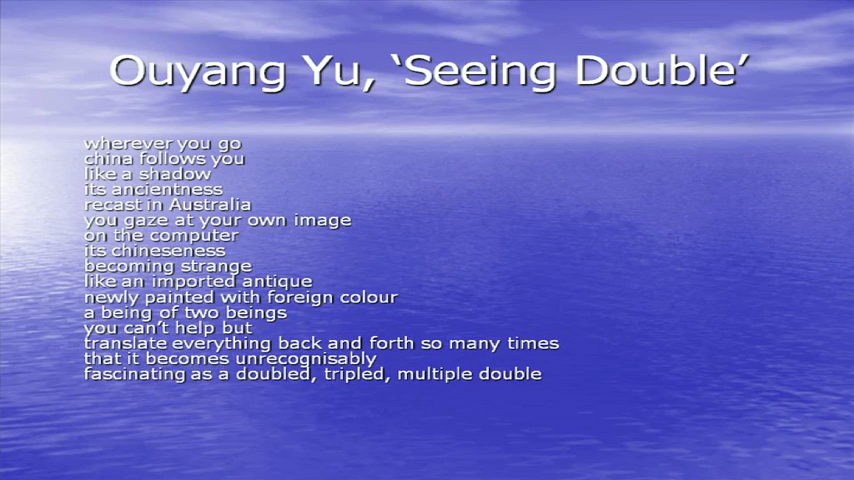 Ouyang Yu, ‘Seeing Double’
wherever you go
china follows you
like a shadow
its ancientness
recast in Australia
you gaze at your own image
on the computer
its chineseness
becoming strange
like an imported antique
newly painted with foreign colour
a being of two beings
you can’t help but
translate everything back and forth so many times
that it becomes unrecognisably
fascinating as a doubled, tripled, multiple double